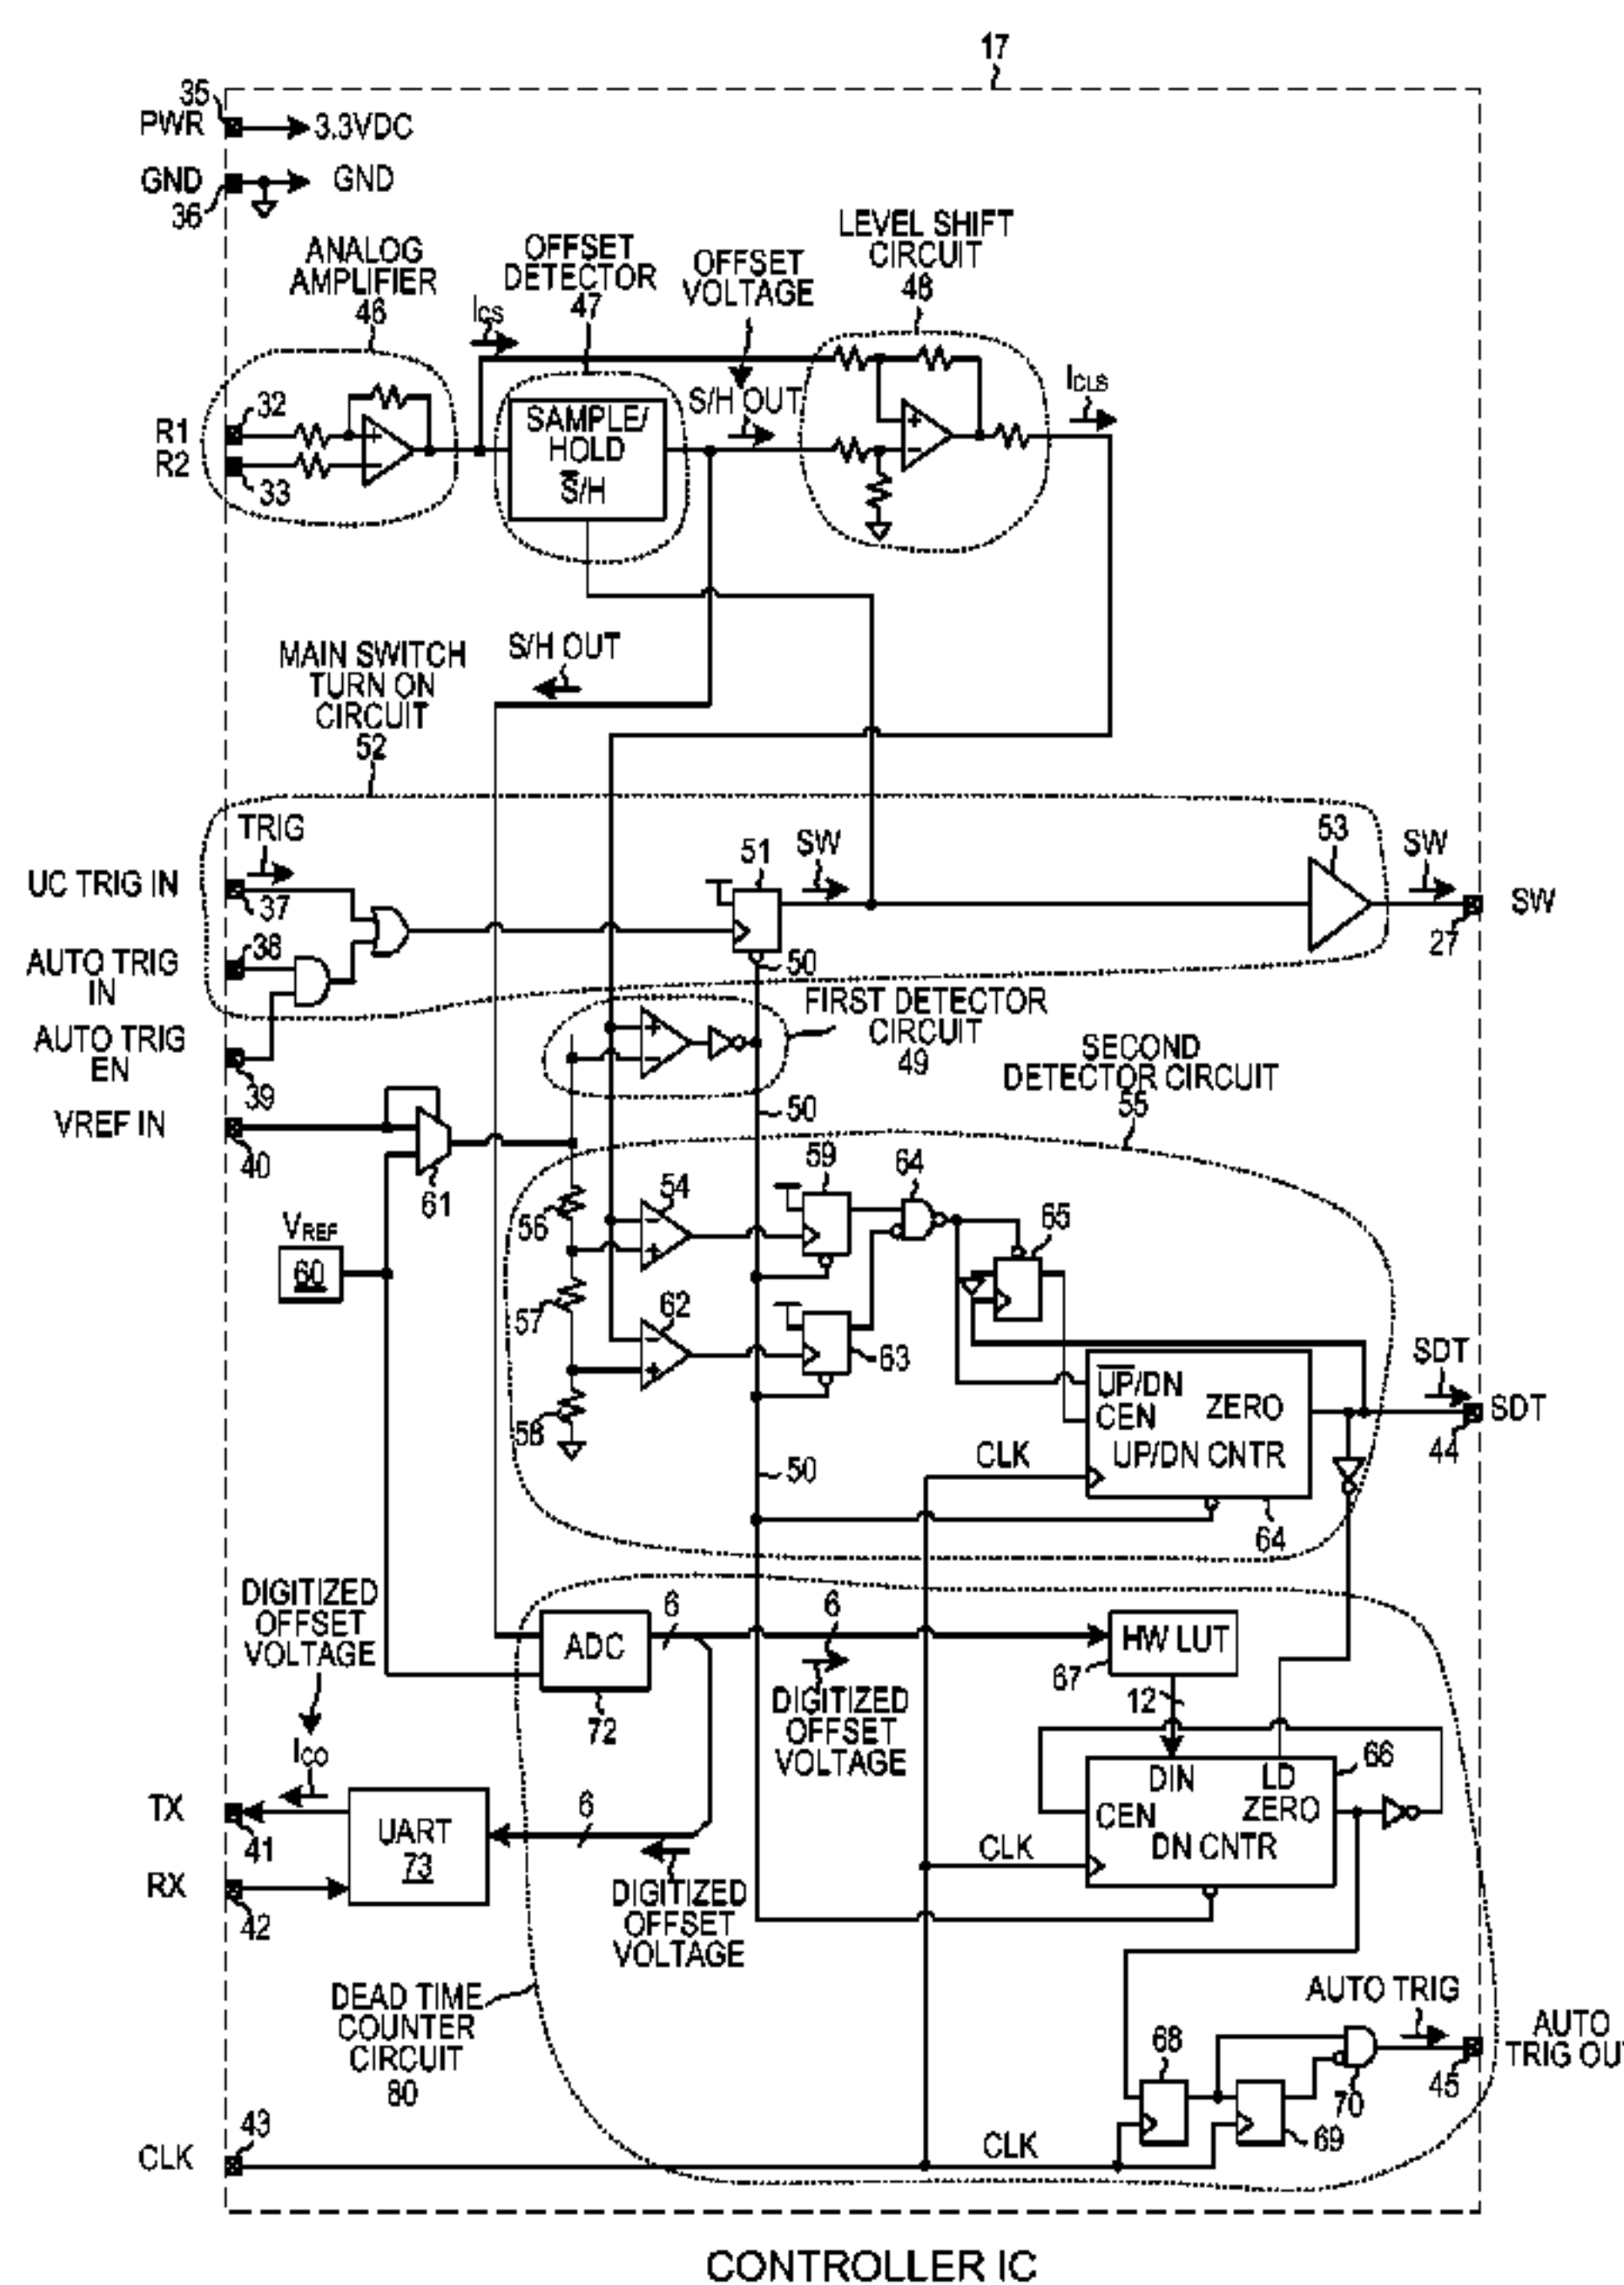 17
35
PWR
3.3VDC
GND
GND
36
ANALOG
AMPLIFIER
46
ICS
OFFSET
DETECTOR
47
OFFSET
VOLTAGE
LEVEL SHIFT
CIRCUIT
48
ICLS
S/H OUT
R1
32
R2
33
SAMPLE/
HOLD
S̅/H
S/H OUT
MAIN SWITCH
TURN ON
CIRCUIT
52
TRIG
UC TRIG IN
37
38
AUTO TRIG
IN
AUTO TRIG
EN
39
51
SW
53
SW
SW
27
50
FIRST DETECTOR
CIRCUIT
49
SECOND
DETECTOR CIRCUIT
55
VREF IN
40
61
50
VREF
60
56
57
58
54
62
59
63
64
65
U̅P̅/DN
CEN
ZERO
UP/DN CNTR
CLK
64
SDT
SDT
44
50
DIGITIZED
OFFSET
VOLTAGE
ICO
ADC
72
6
6
DIGITIZED
OFFSET
VOLTAGE
HW LUT
67
12
DIN
LD
CEN
ZERO
DN CNTR
66
CLK
TX
41
UART
73
RX
42
6
DIGITIZED
OFFSET
VOLTAGE
DEAD TIME
COUNTER
CIRCUIT
80
AUTO TRIG
AUTO
TRIG OUT
45
68
69
70
43
CLK
CLK
CONTROLLER IC